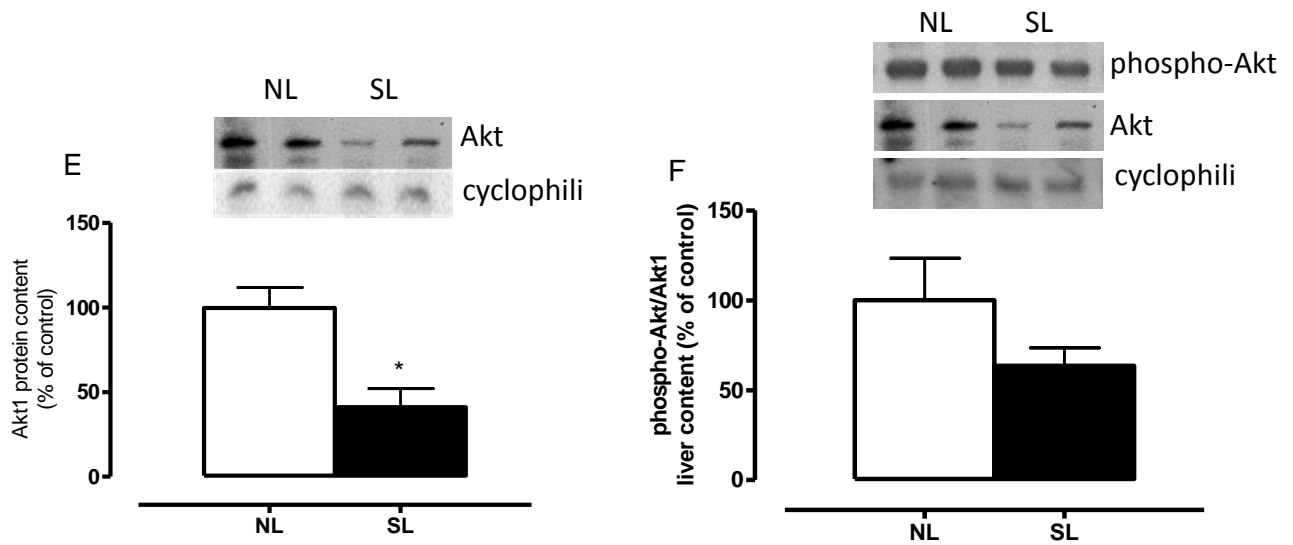 NL SL
Akt
cyclophili
E
Akt1 protein content
(% of control)
150
100
50
0
*
NL SL
NL SL
phospho-Akt
Akt
cyclophili
F
phospho-Akt/Akt1
liver content (% of control)
150
100
50
0
NL SL